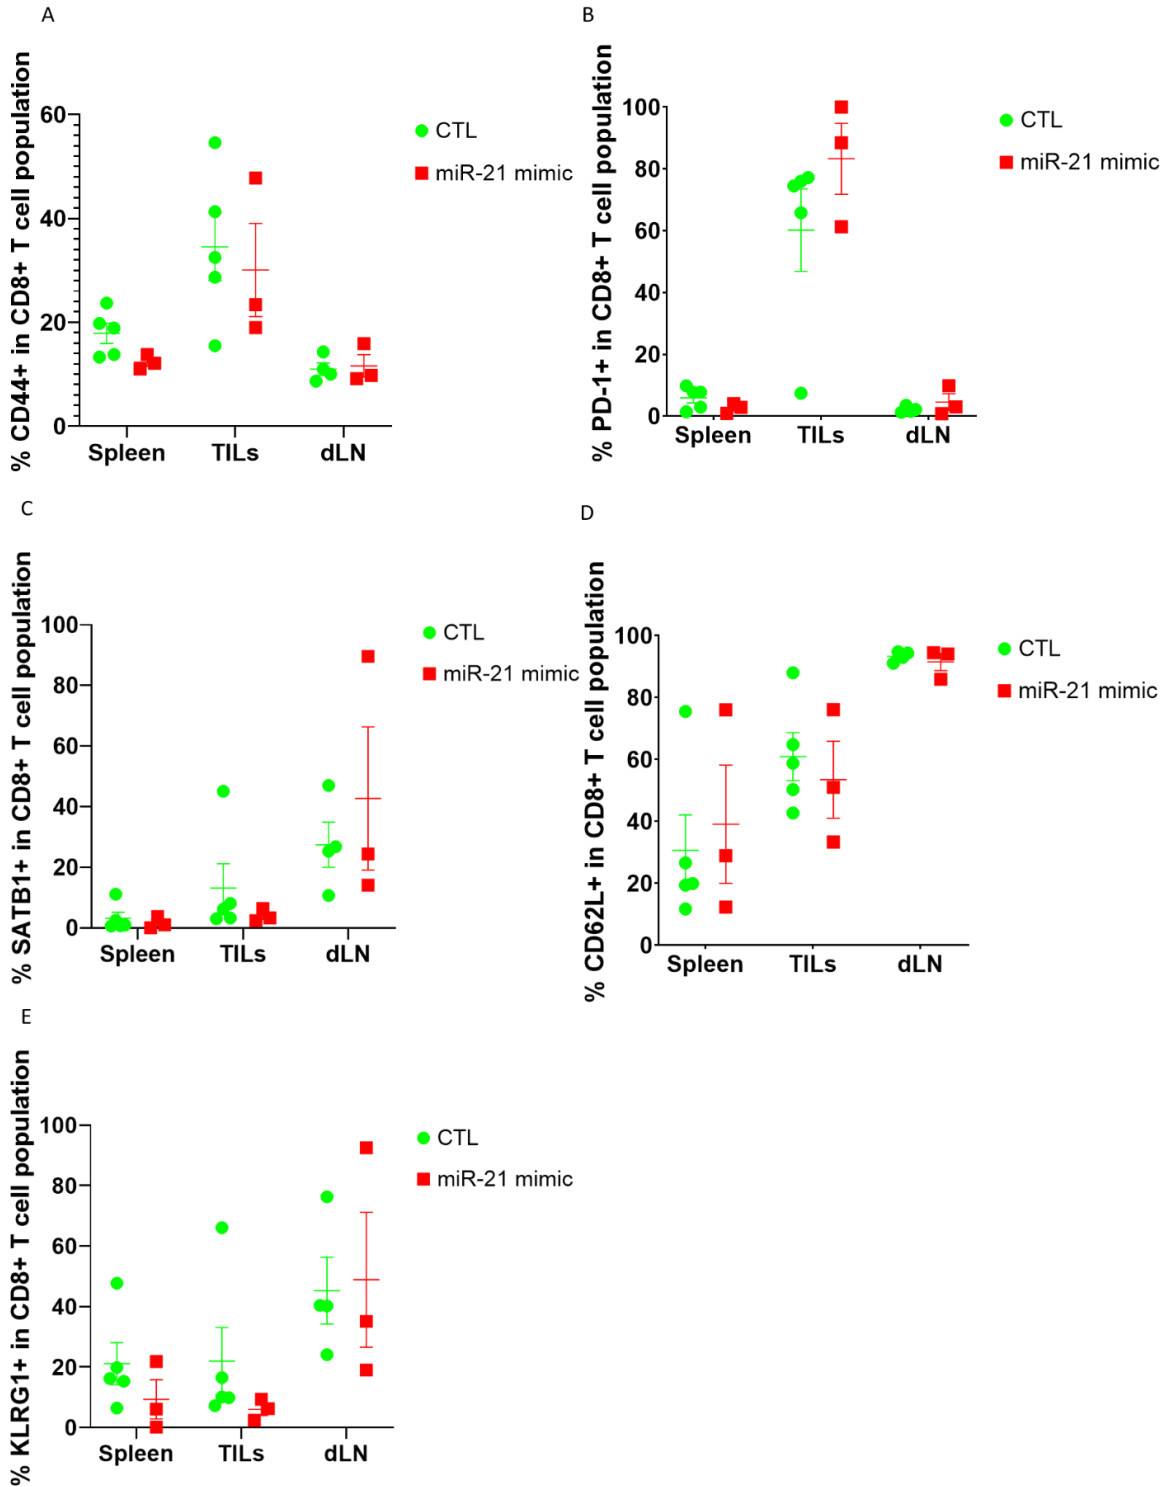 A
% CD44+ in CD8+ T cell population
60
40
20
0
Spleen TILs dLN
CTL
miR-21 mimic
B
% PD-1+ in CD8+ T cell population
100
80
60
40
20
0
Spleen TILs dLN
CTL
miR-21 mimic
C
% SATB1+ in CD8+ T cell population
100
80
60
40
20
0
Spleen TILs dLN
CTL
miR-21 mimic
D
% CD62L+ in CD8+ T cell population
100
80
60
40
20
0
Spleen TILs dLN
CTL
miR-21 mimic
E
% KLRG1+ in CD8+ T cell population
100
80
60
40
20
0
Spleen TILs dLN
CTL
miR-21 mimic